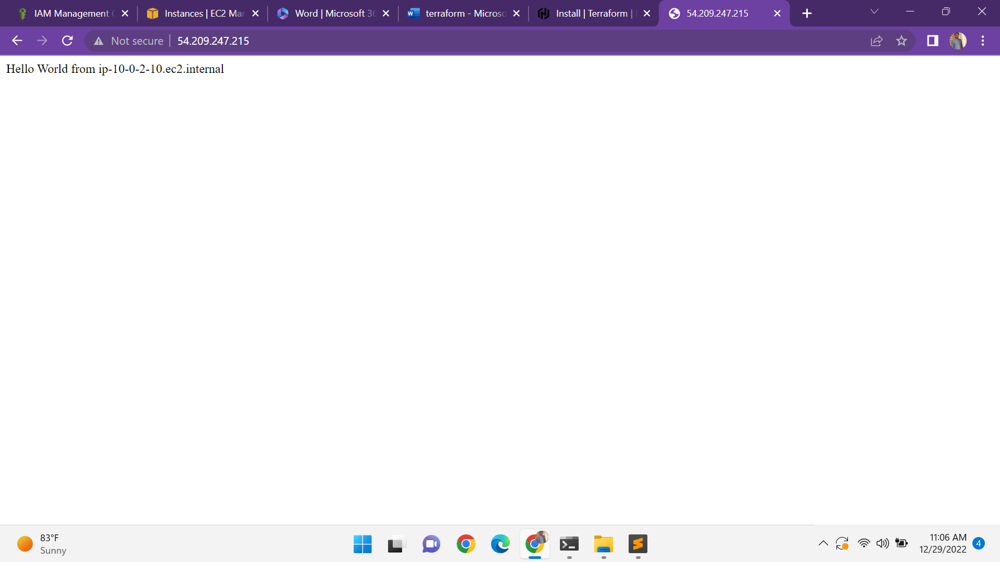 IAM Management
Instances | EC2 Mar
Word | Microsoft 36
terraform - Microso
Install | Terraform |
54.209.247.215
Not secure
54.209.247.215
Hello World from ip-10-0-2-10.ec2.internal
83°F
Sunny
11:06 AM
12/29/2022
4